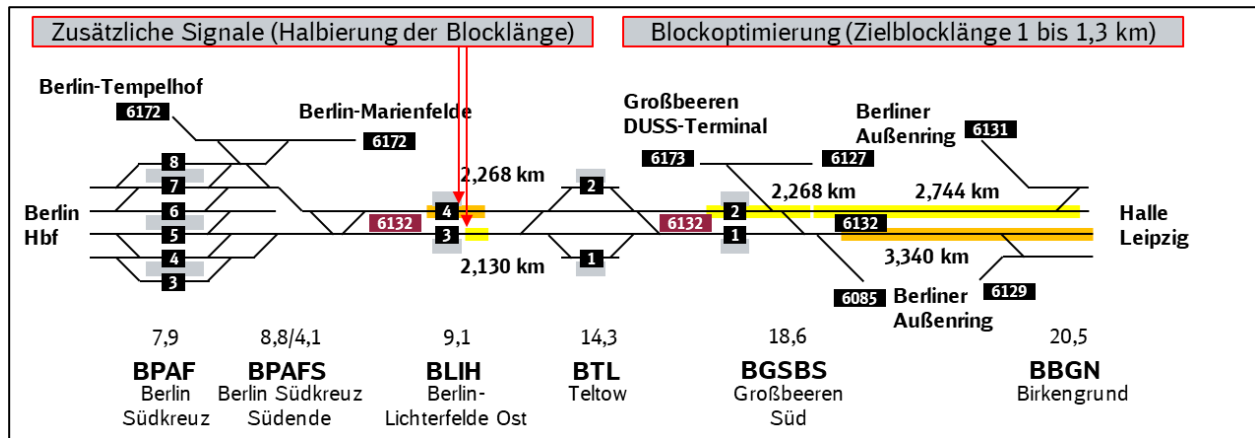 Zusätzliche Signale (Halbierung der Blocklänge)
Blockoptimierung (Zielblocklänge 1 bis 1,3 km)
Berlin-Tempelhof
6172
Berlin-Marienfelde
6172
Großbeeren
DUSS-Terminal
6173
6127
Berliner
Außenring
6131
8
7
6
5
4
3
Berlin
Hbf
2,268 km
6132
4
3
2,130 km
2
1
6132
2
1
2,268 km
2,744 km
6132
3,340 km
Halle
Leipzig
6085
Berliner
Außenring
6129
7,9
8,8/4,1
9,1
14,3
18,6
20,5
BPAF
BPAFS
BLIH
BTL
BGSBS
BBGN
Berlin
Südkreuz
Berlin Südkreuz
Südende
Berlin-
Lichterfelde Ost
Teltow
Großbeeren
Süd
Birkengrund